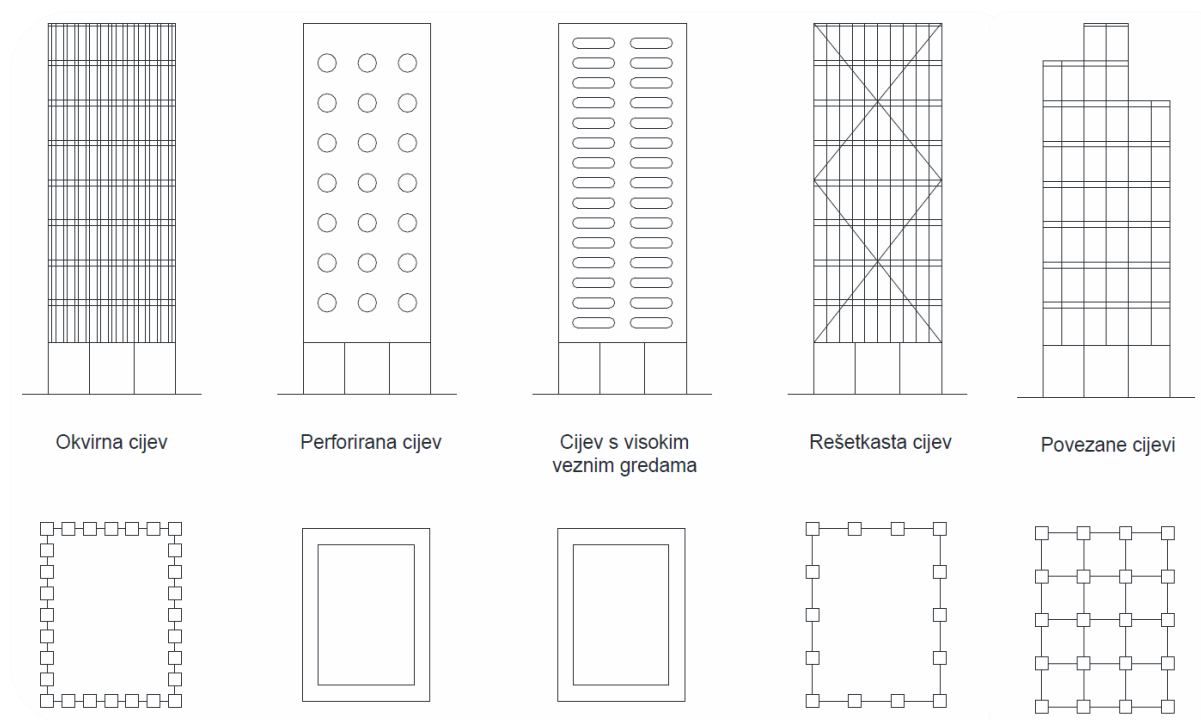 Okvirna cijev
Perforirana cijev
Cijev s visokim
veznim gredama
Rešetkasta cijev
Povezane cijevi